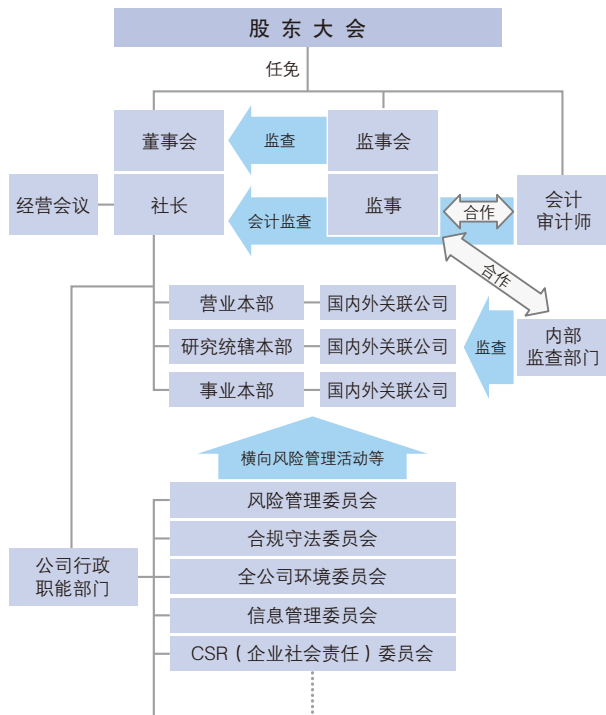 股东大会
任免
董事会
监查
监事会
经营会议
社长
会计监查
监事
合作
会计
审计师
合作
营业本部
国内外关联公司
研究统辖本部
国内外关联公司
监查
内部
监查部门
事业本部
国内外关联公司
横向风险管理活动等
风险管理委员会
合规守法委员会
公司行政
职能部门
全公司环境委员会
信息管理委员会
CSR（企业社会责任）委员会